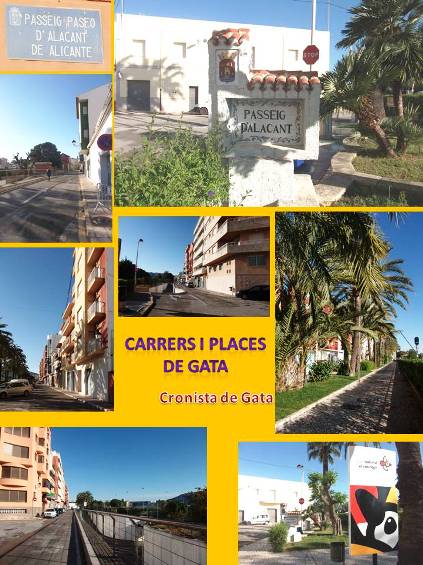 PASSEIG PASEO
D'ALACANT
DE ALICANTE
PASSEIG
D'ALACANT
STOP
CARRERS I PLACES
DE GATA
Cronista de Gata